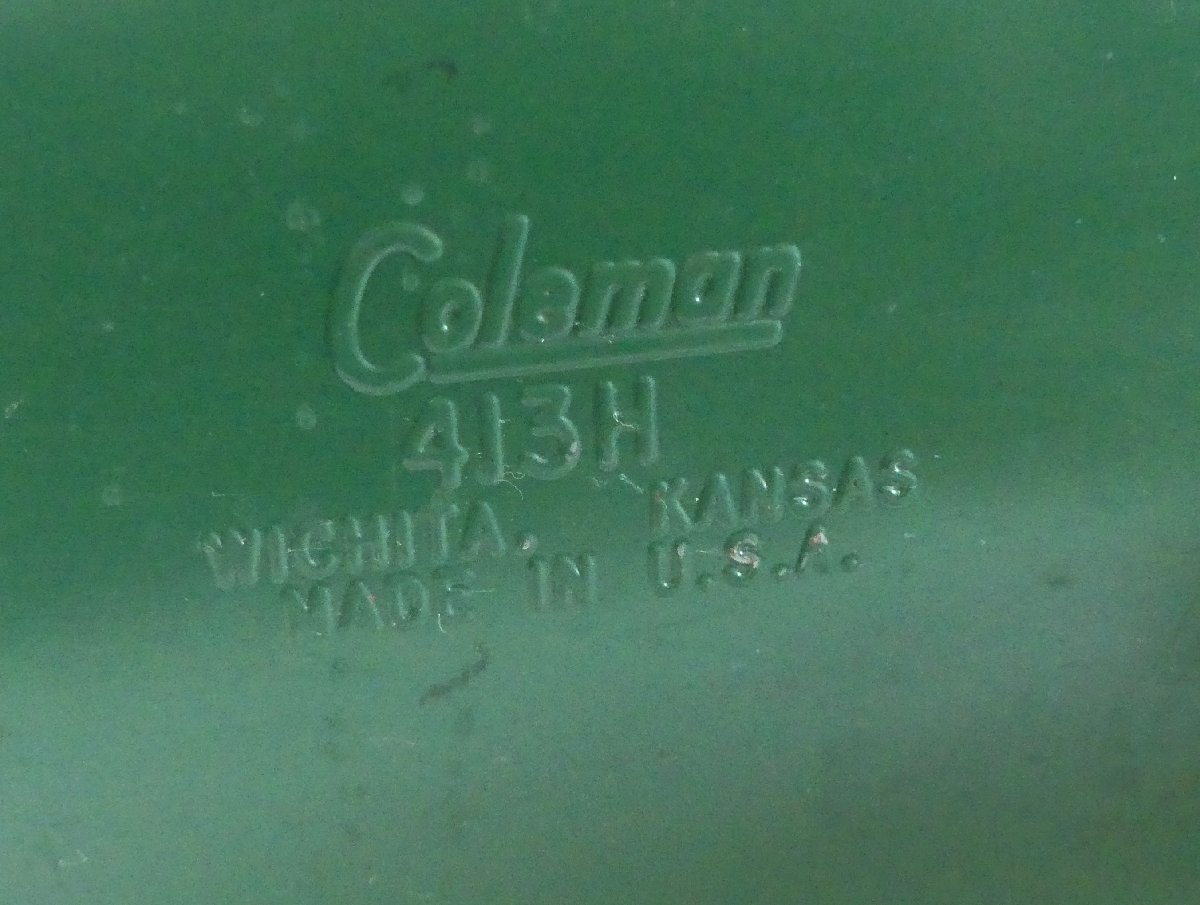 Coleman
413H
WICHITA, KANSAS
MADE IN U.S.A.